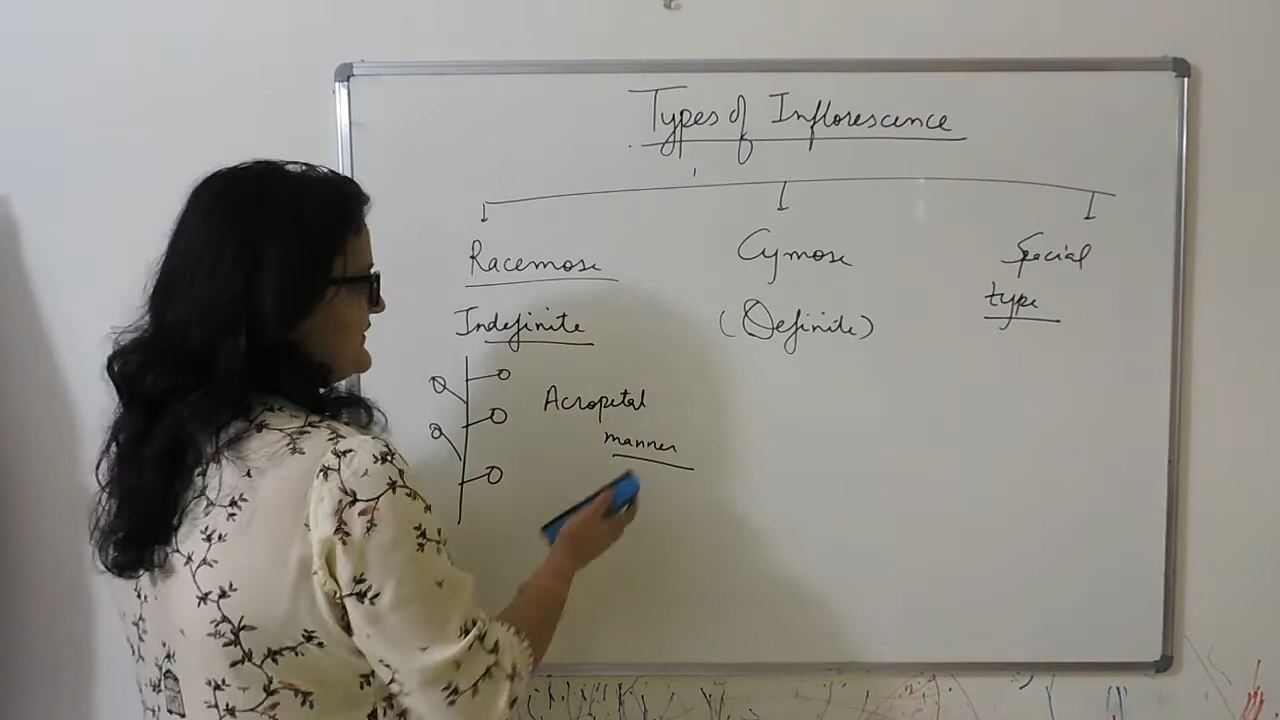 Types of Inflorescence
Racemose
Indefinite
Acropetal
manner
Cymose
(Definite)
Special
type